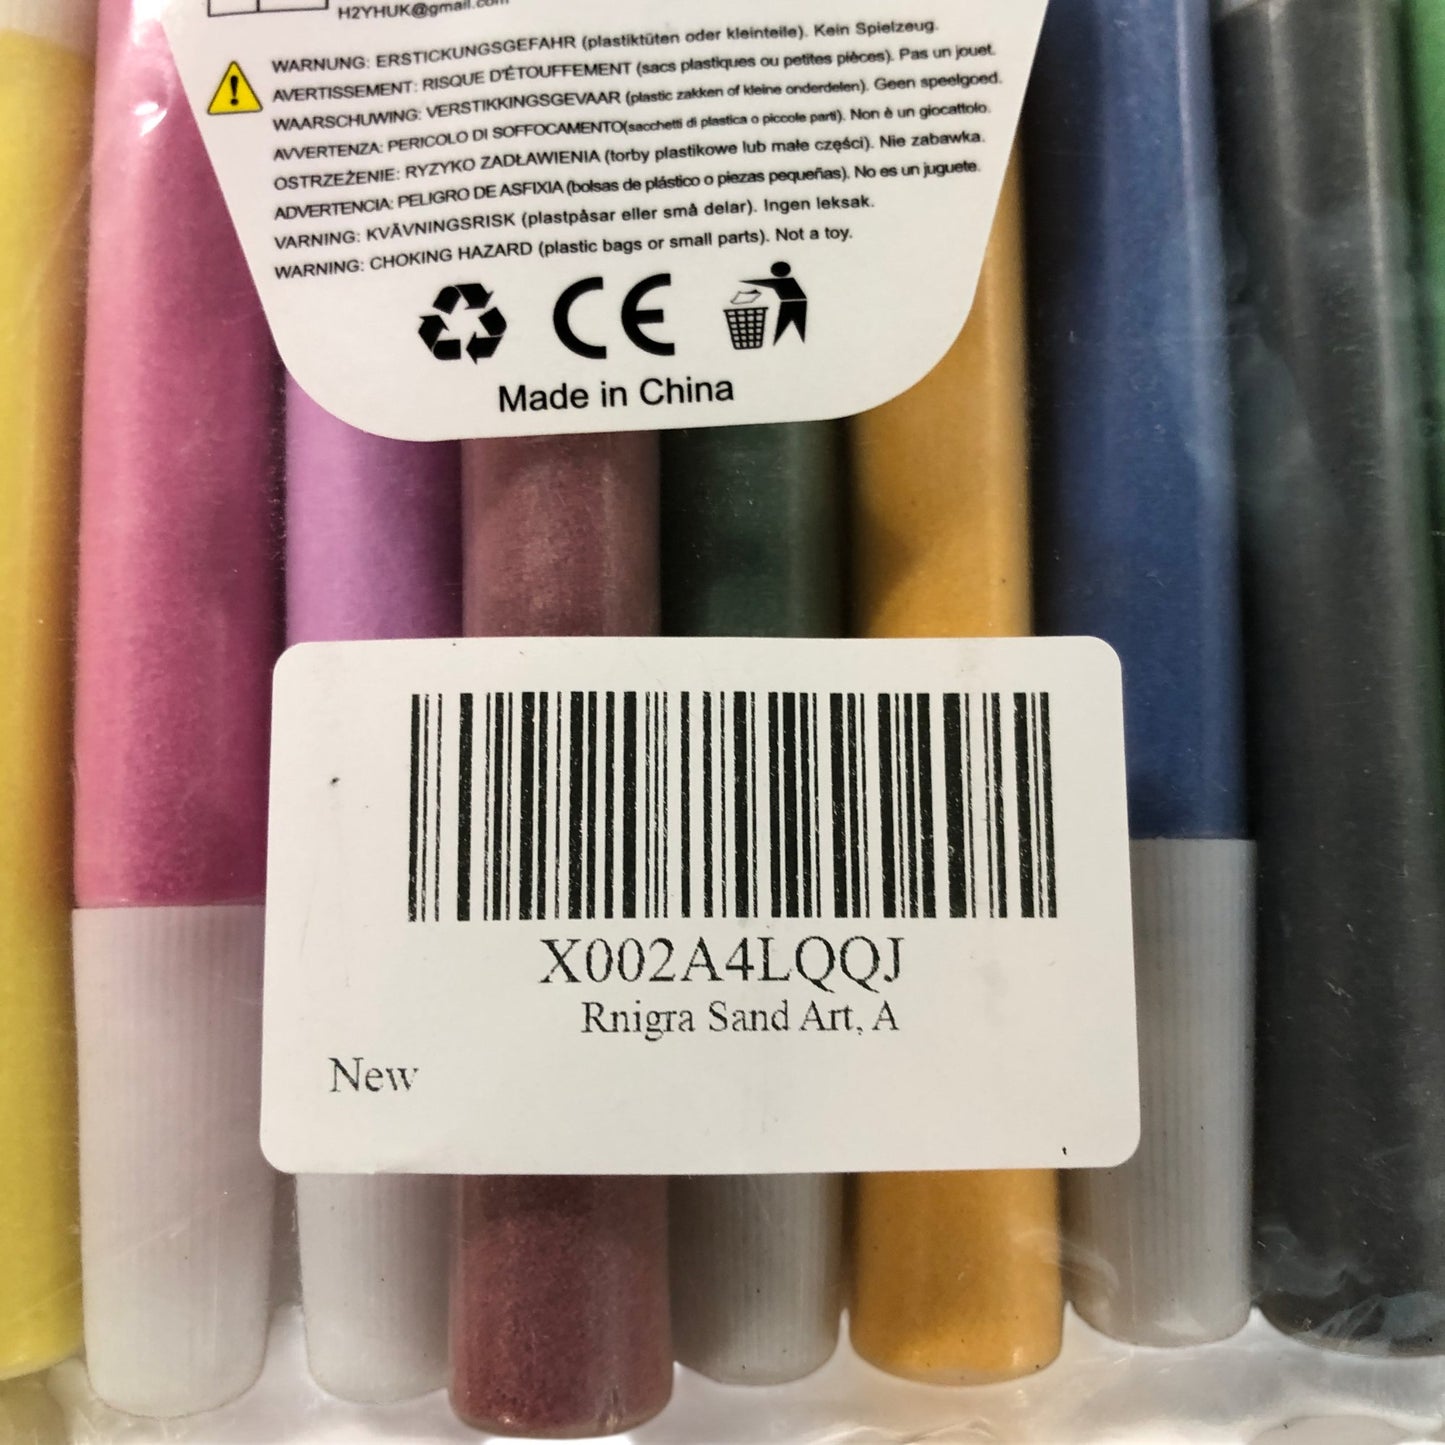 H2YHUK@gmail.com
WARNUNG: ERSTICKUNGSGEFAHR (plastiktüten oder kleinteile). Kein Spielzeug.
AVERTISSEMENT: RISQUE D'ÉTOUFFEMENT (sacs plastiques ou petites pièces). Pas un jouet.
WAARSCHUWING: VERSTIKKINGSGEVAAR (plastic zakken of kleine onderdelen). Geen speelgoed.
AVVERTENZA: PERICOLO DI SOFFOCAMENTO(sacchetti di plastica o piccole parti). Non è un giocattolo.
OSTRZEŻENIE: RYZYKO ZADŁAWIENIA (torby plastikowe lub małe części). Nie zabawka.
ADVERTENCIA: PELIGRO DE ASFIXIA (bolsas de plástico o piezas pequeñas). No es un juguete.
VARNING: KVÄVNINGSRISK (plastpåsar eller små delar). Ingen leksak.
WARNING: CHOKING HAZARD (plastic bags or small parts). Not a toy.
CE
Made in China
X002A4LQQJ
Rnigra Sand Art, A
New